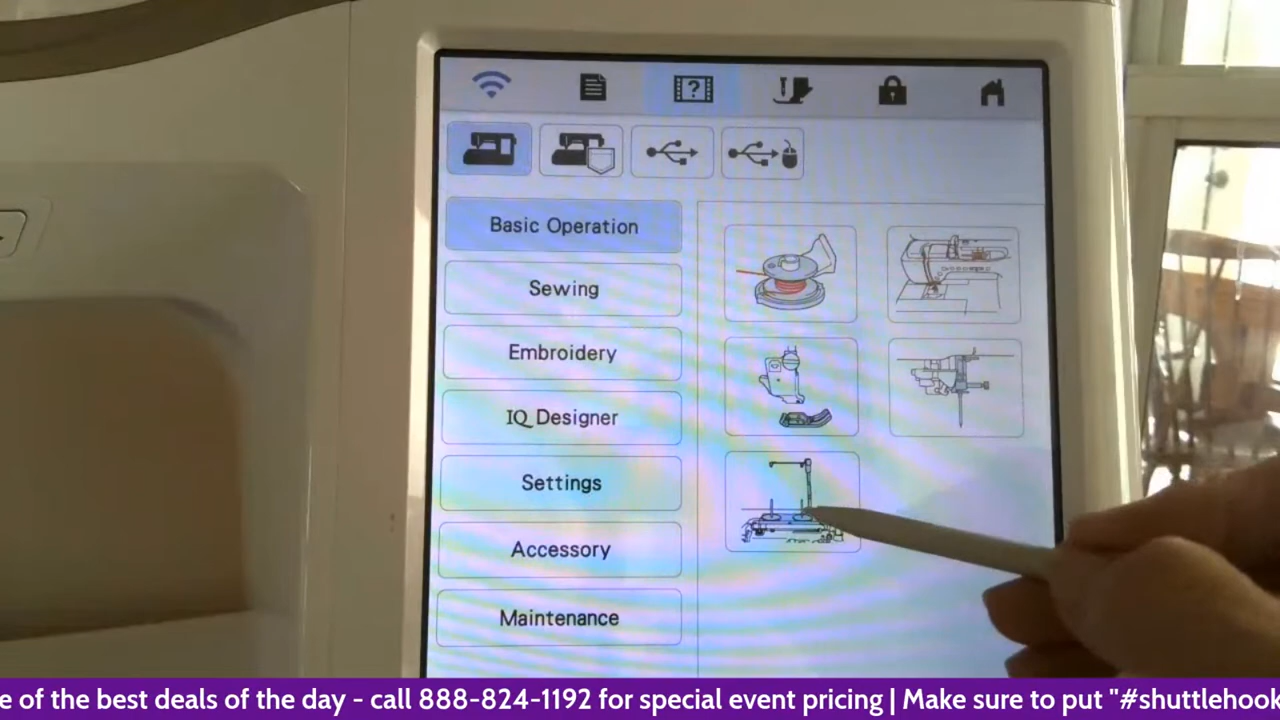 ?
Basic Operation
Sewing
Embroidery
IQ Designer
Settings
Accessory
Maintenance
e of the best deals of the day - call 888-824-1192 for special event pricing | Make sure to put "#shuttlehook